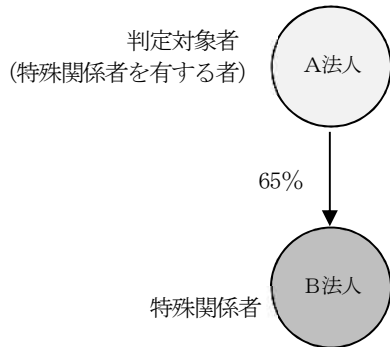 判定対象者
（特殊関係者を有する者）
A法人
65%
特殊関係者
B法人